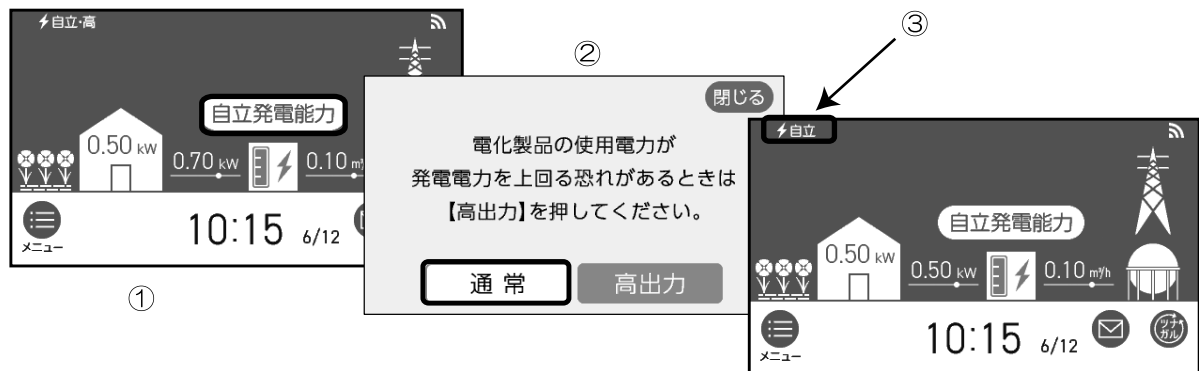 自立·高
自立発電能力
0.50 kW
0.70 kW
0.10 m³
メニュー
10:15 6/12
①
②
閉じる
電化製品の使用電力が
発電電力を上回る恐れがあるときは
【高出力】を押してください。
通常
高出力
③
自立
自立発電能力
0.50 kW
0.50 kW
0.10 m³/h
メニュー
10:15 6/12
ツナ
ガル